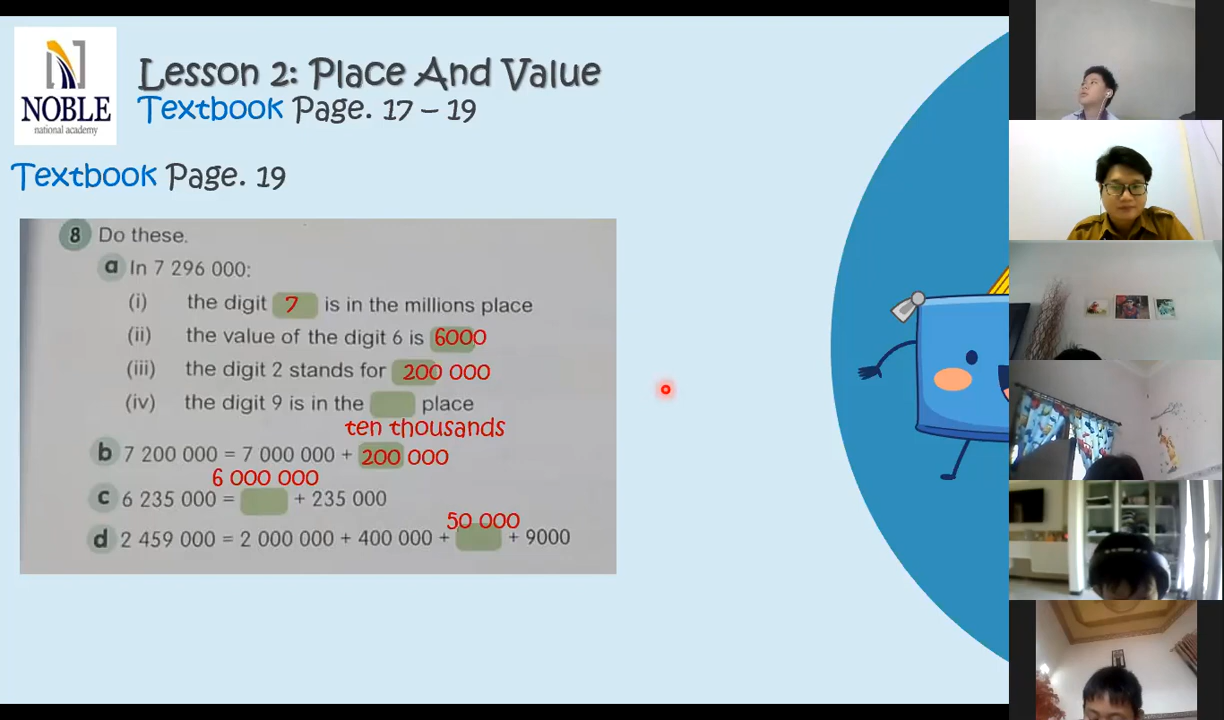 NOBLE
national academy
Lesson 2: Place And Value
Textbook Page. 17 – 19
Textbook Page. 19
8 Do these.
a In 7 296 000:
(i) the digit 7 is in the millions place
(ii) the value of the digit 6 is 6000
(iii) the digit 2 stands for 200 000
(iv) the digit 9 is in the place
ten thousands
b 7 200 000 = 7 000 000 + 200 000
6 000 000
c 6 235 000 = + 235 000
50 000
d 2 459 000 = 2 000 000 + 400 000 + + 9000